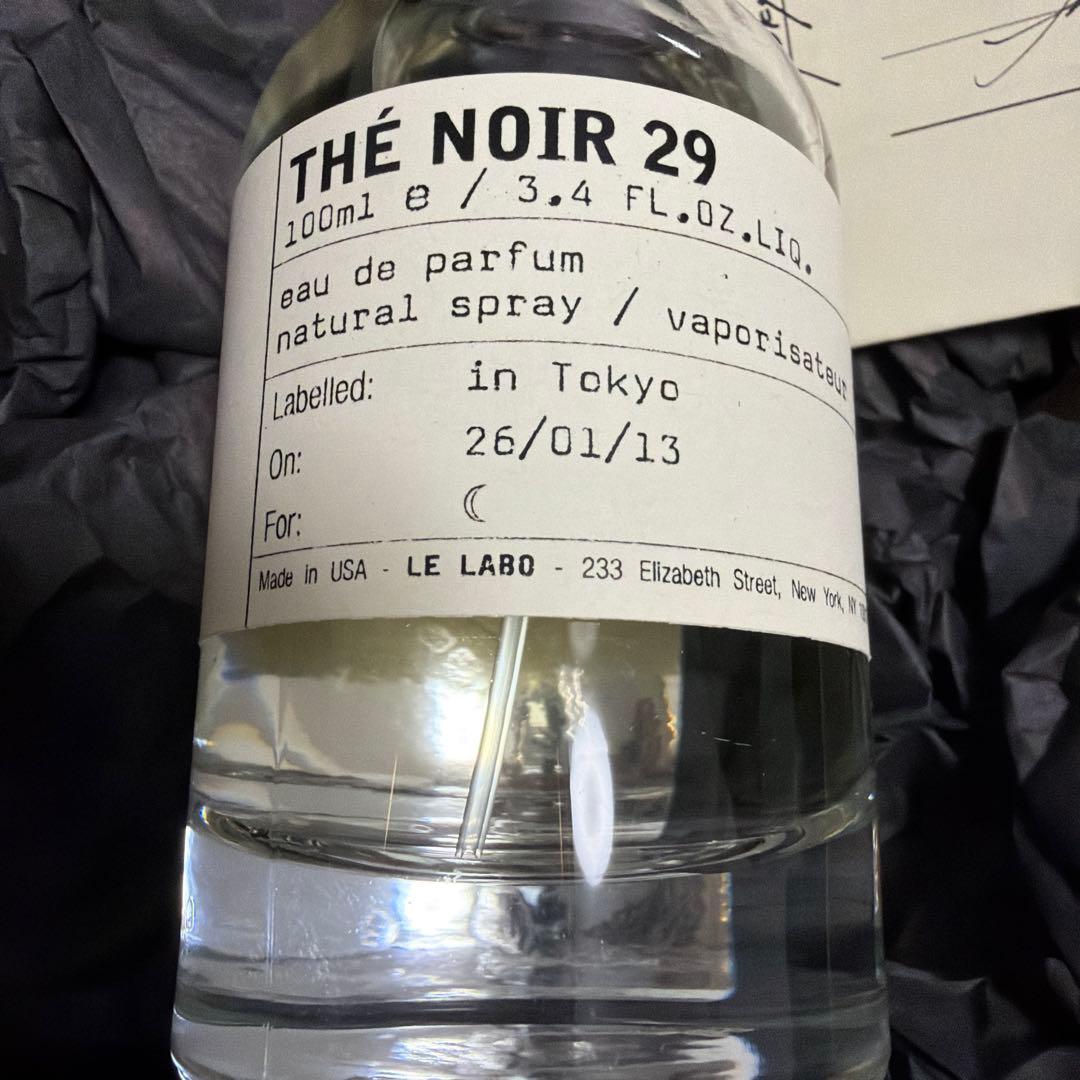 THÉ NOIR 29
100ml e / 3.4 FL.OZ.LIQ.
eau de parfum
natural spray / vaporisateur
Labelled: in Tokyo
On: 26/01/13
For: ☾
Made in USA - LE LABO - 233 Elizabeth Street, New York, NY